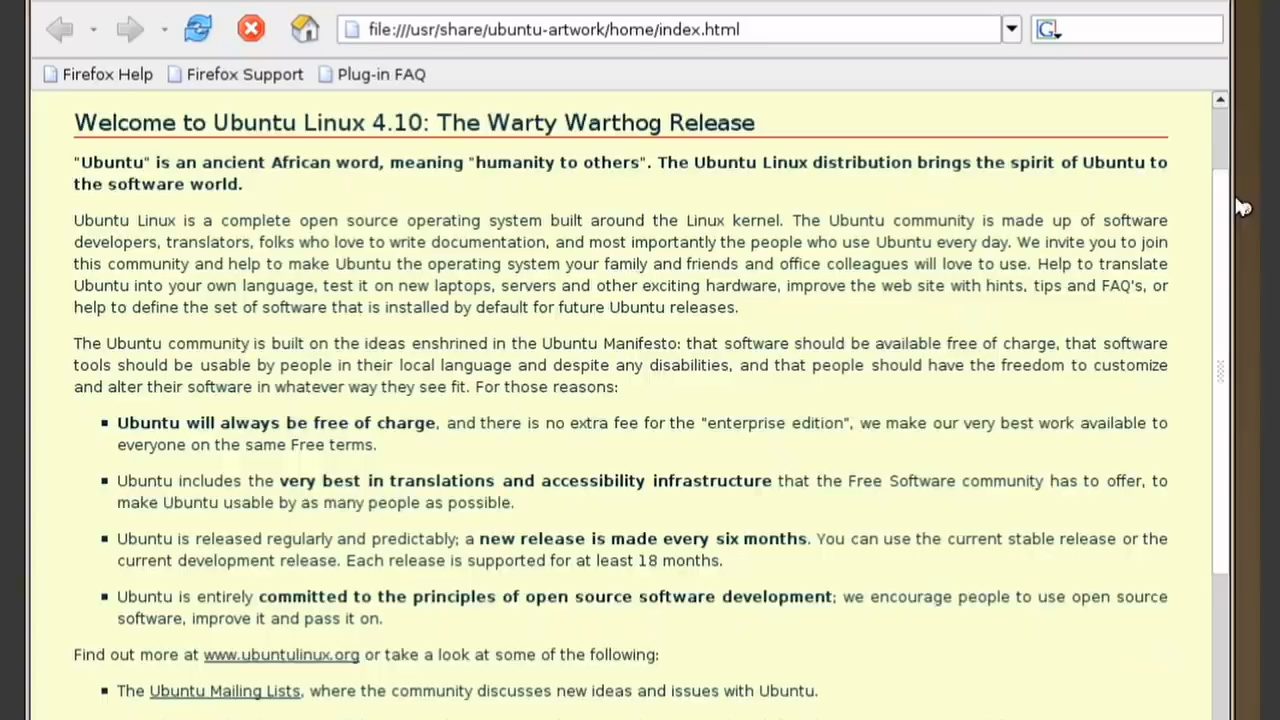 file:///usr/share/ubuntu-artwork/home/index.html
Firefox Help Firefox Support Plug-in FAQ
Welcome to Ubuntu Linux 4.10: The Warty Warthog Release
"Ubuntu" is an ancient African word, meaning "humanity to others". The Ubuntu Linux distribution brings the spirit of Ubuntu to
the software world.
Ubuntu Linux is a complete open source operating system built around the Linux kernel. The Ubuntu community is made up of software
developers, translators, folks who love to write documentation, and most importantly the people who use Ubuntu every day. We invite you to join
this community and help to make Ubuntu the operating system your family and friends and office colleagues will love to use. Help to translate
Ubuntu into your own language, test it on new laptops, servers and other exciting hardware, improve the web site with hints, tips and FAQ's, or
help to define the set of software that is installed by default for future Ubuntu releases.
The Ubuntu community is built on the ideas enshrined in the Ubuntu Manifesto: that software should be available free of charge, that software
tools should be usable by people in their local language and despite any disabilities, and that people should have the freedom to customize
and alter their software in whatever way they see fit. For those reasons:
Ubuntu will always be free of charge, and there is no extra fee for the "enterprise edition", we make our very best work available to
everyone on the same Free terms.
Ubuntu includes the very best in translations and accessibility infrastructure that the Free Software community has to offer, to
make Ubuntu usable by as many people as possible.
Ubuntu is released regularly and predictably; a new release is made every six months. You can use the current stable release or the
current development release. Each release is supported for at least 18 months.
Ubuntu is entirely committed to the principles of open source software development; we encourage people to use open source
software, improve it and pass it on.
Find out more at www.ubuntulinux.org or take a look at some of the following:
The Ubuntu Mailing Lists, where the community discusses new ideas and issues with Ubuntu.